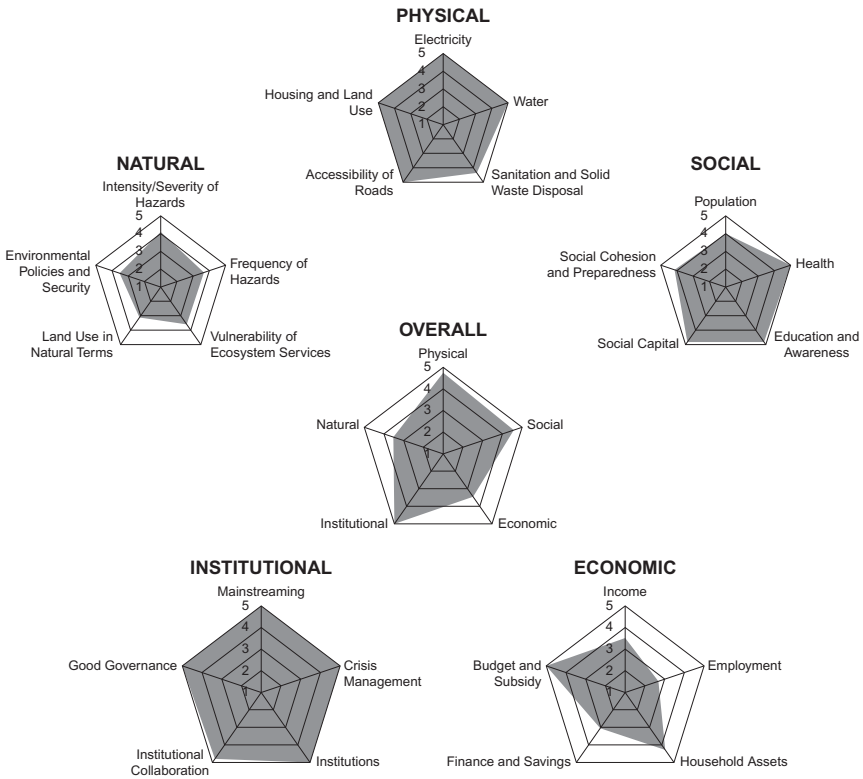 PHYSICAL
Electricity
5
4
3
2
1
Housing and Land
Use
Water
Accessibility of
Roads
Sanitation and Solid
Waste Disposal
NATURAL
Intensity/Severity of
Hazards
5
4
3
2
1
Environmental
Policies and
Security
Frequency of
Hazards
Land Use in
Natural Terms
Vulnerability of
Ecosystem Services
SOCIAL
Population
5
4
3
2
1
Social Cohesion
and Preparedness
Health
Social Capital
Education and
Awareness
OVERALL
Physical
5
4
3
2
1
Natural
Social
Institutional
Economic
INSTITUTIONAL
Mainstreaming
5
4
3
2
1
Good Governance
Crisis
Management
Institutional
Collaboration
Institutions
ECONOMIC
Income
5
4
3
2
1
Budget and
Subsidy
Employment
Finance and Savings
Household Assets